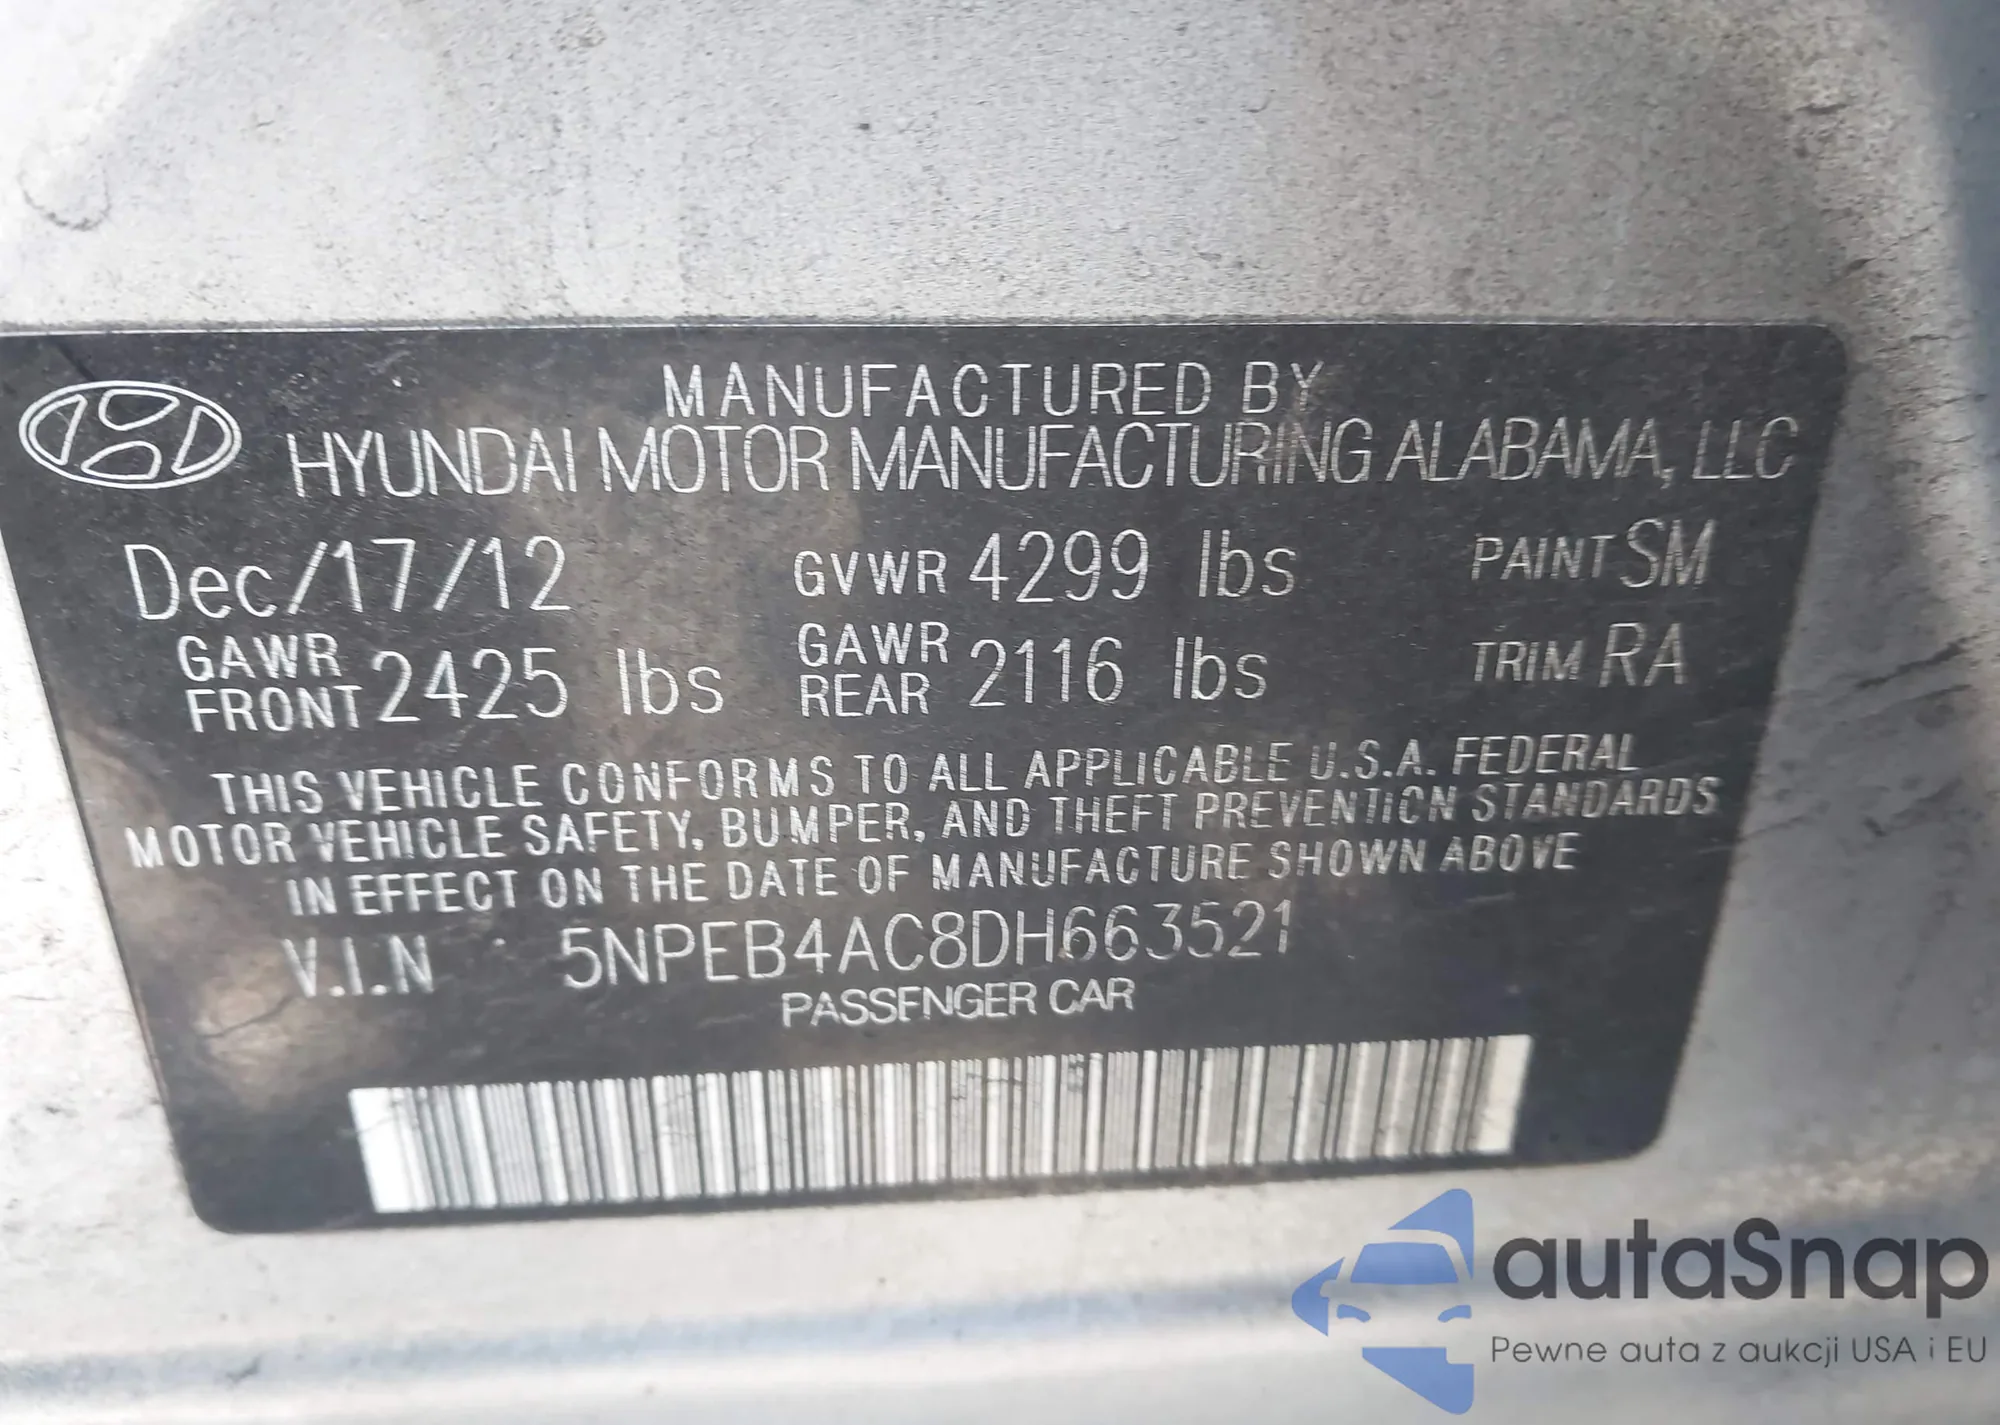 MANUFACTURED BY
HYUNDAI MOTOR MANUFACTURING ALABAMA, LLC
Dec/17/12 GVWR 4299 lbs PAINT SM
GAWR FRONT 2425 lbs GAWR REAR 2116 lbs TRIM RA
THIS VEHICLE CONFORMS TO ALL APPLICABLE U.S.A. FEDERAL
MOTOR VEHICLE SAFETY, BUMPER, AND THEFT PREVENTION STANDARDS
IN EFFECT ON THE DATE OF MANUFACTURE SHOWN ABOVE
V.I.N : 5NPEB4AC8DH663521
PASSENGER CAR
autaSnap
Pewne auta z aukcji USA i EU